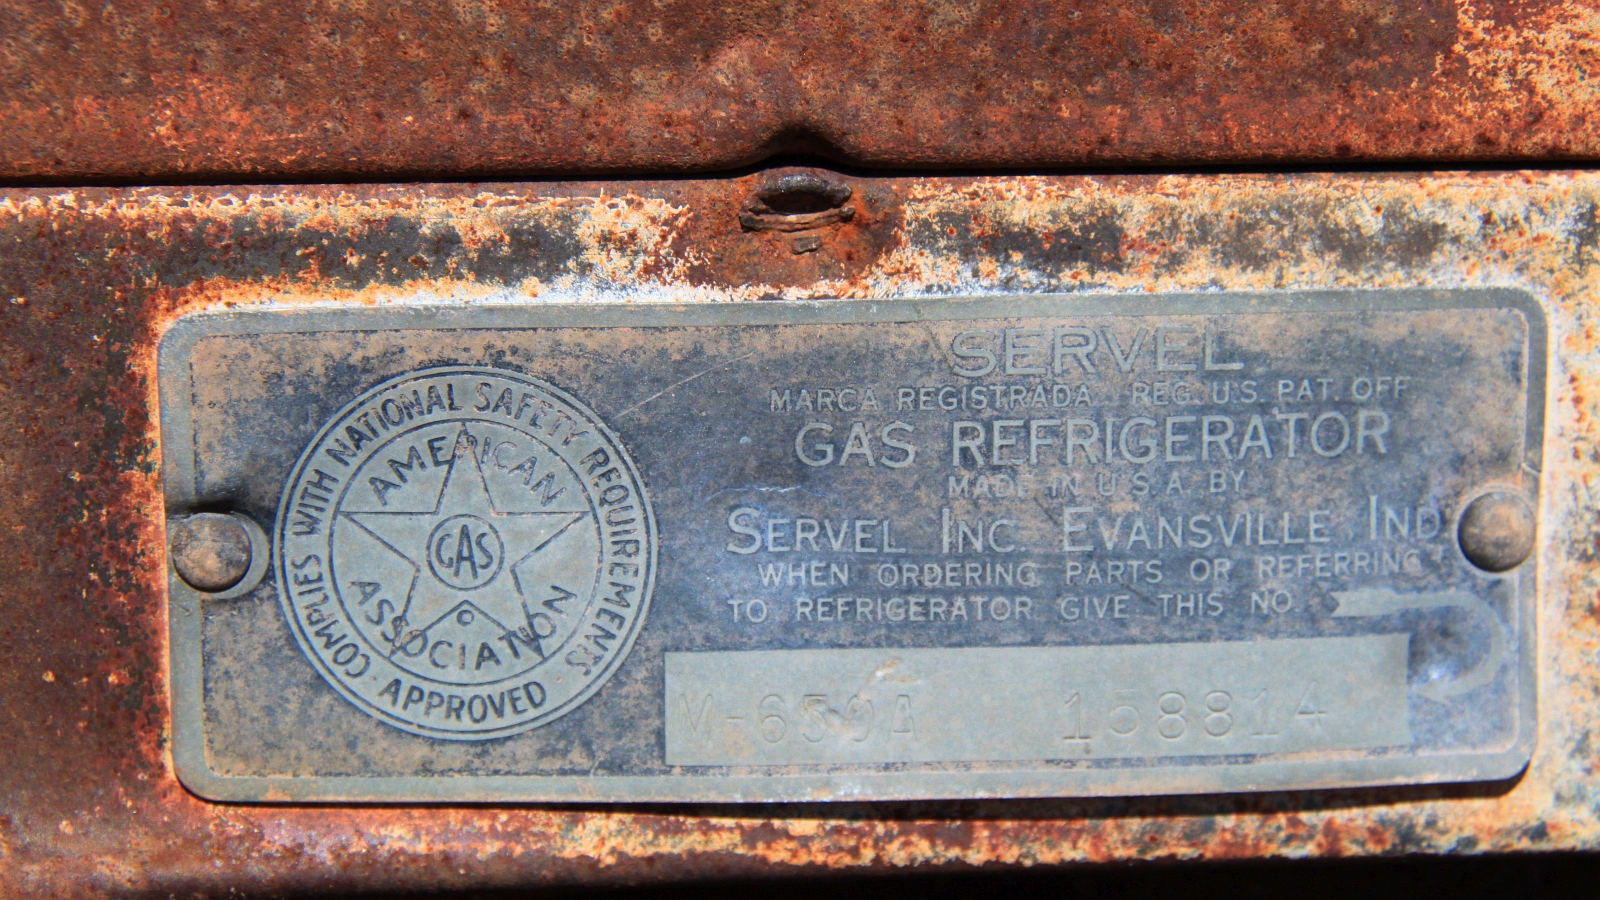 COMPLIES WITH NATIONAL SAFETY REQUIREMENTS
APPROVED
AMERICAN
GAS
ASSOCIATION
SERVEL
MARCA REGISTRADA REG. U.S. PAT. OFF
GAS REFRIGERATOR
MADE IN U.S.A. BY
SERVEL INC. EVANSVILLE IND.
WHEN ORDERING PARTS OR REFERRING
TO REFRIGERATOR GIVE THIS NO.
158814